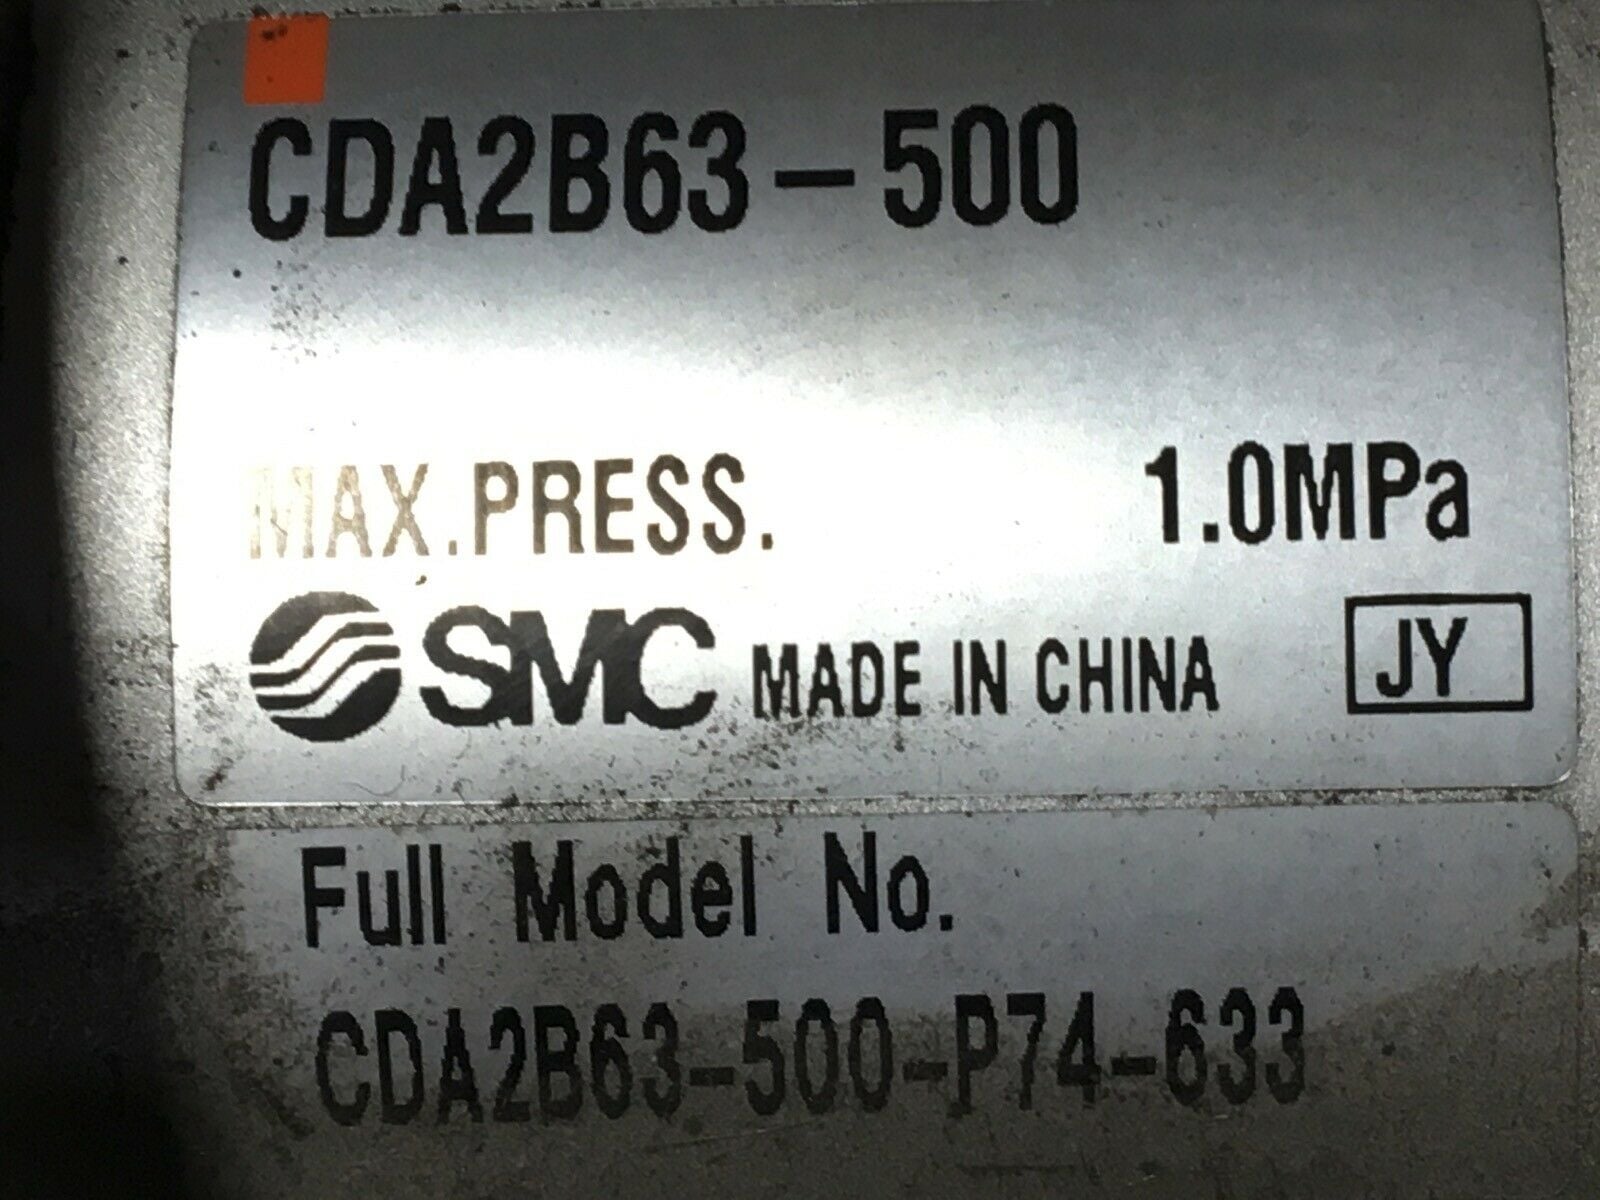 CDA2B63-500
MAX.PRESS. 1.0MPa
SMC MADE IN CHINA JY
Full Model No.
CDA2B63-500-P74-633